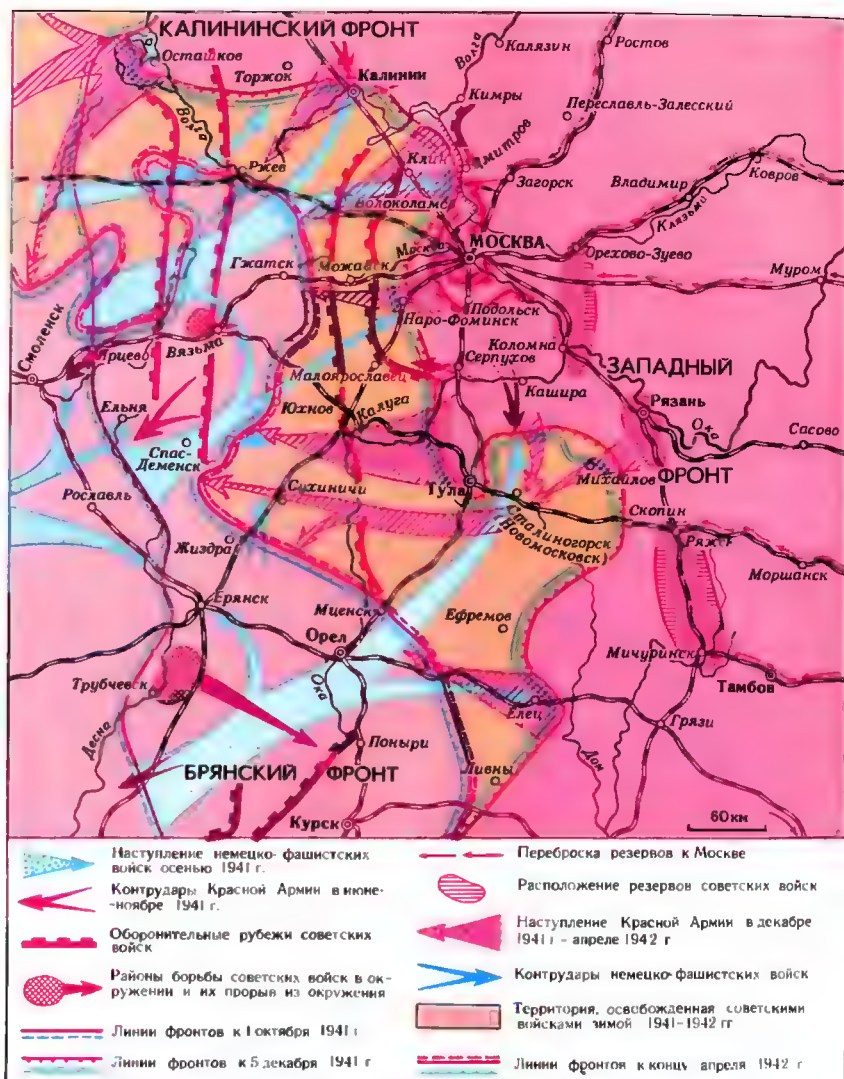 КАЛИНИНСКИЙ ФРОНТ
Осташков
Торжок
Калинин
Волга
Калязин
Ростов
Кимры
Переславль-Залесский
Волга
Ржев
Клин
Дмитров
Загорск
Владимир
Ковров
Клязьма
Волоколамс
МОСКВА
Москва
Орехово-Зуево
Муром
Гжатск
Можайск
Подольск
Наро-Фоминск
Коломна
Смоленск
Ярцево
Вязьма
Малоярославец
Серпухов
ЗАПАДНЫЙ
Кашира
Рязань
Ока
Сасово
Ельня
Юхнов
Калуга
Спас-
Деменск
Михайлов
ФРОНТ
Рославль
Сухиничи
Тула
Сталиногорск
Новомосковск)
Скопин
Ряжск
Моршанск
Жиздра
Брянск
Мценск
Ефремов
Орел
Мичуринск
Тамбов
Трубчевск
Ока
Елец
Десна
Поныри
Дон
Грязи
БРЯНСКИЙ ФРОНТ
Ливны
Курск
60км
Наступление немецко-фашистских
войск осенью 1941 г.
Контрудары Красной Армии в июне-
-ноябре 1941 г.
Оборонительные рубежи советских
войск
Районы борьбы советских войск в ок-
ружении и их прорыв из окружения
Линии фронтов к 1 октября 1941 г
Линии фронтов к 5 декабря 1941 г
Переброска резервов к Москве
Расположение резервов советских войск
Наступление Красной Армии в декабре
1941 г - апреле 1942 г
Контрудары немецко-фашистских войск
Территория, освобожденная советскими
войсками зимой 1941-1942 гг
Линии фронтов к концу апреля 1942 г